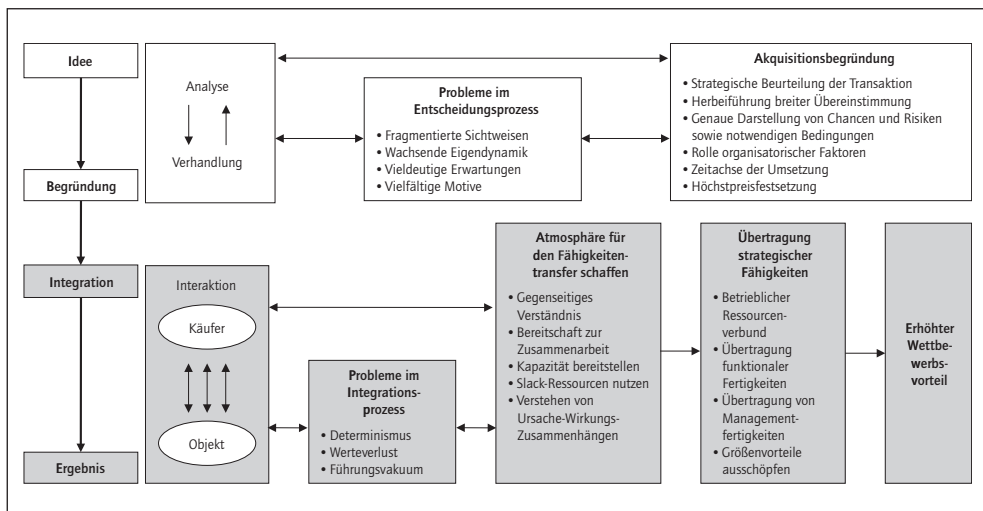 Idee
Begründung
Integration
Ergebnis
Analyse
Verhandlung
Probleme im
Entscheidungsprozess
• Fragmentierte Sichtweisen
• Wachsende Eigendynamik
• Vieldeutige Erwartungen
• Vielfältige Motive
Akquisitionsbegründung
• Strategische Beurteilung der Transaktion
• Herbeiführung breiter Übereinstimmung
• Genaue Darstellung von Chancen und Risiken
sowie notwendigen Bedingungen
• Rolle organisatorischer Faktoren
• Zeitachse der Umsetzung
• Höchstpreisfestsetzung
Interaktion
Käufer
Objekt
Probleme im
Integrations-
prozess
• Determinismus
• Werteverlust
• Führungsvakuum
Atmosphäre für
den Fähigkeiten-
transfer schaffen
• Gegenseitiges
Verständnis
• Bereitschaft zur
Zusammenarbeit
• Kapazität bereitstellen
• Slack-Ressourcen nutzen
• Verstehen von
Ursache-Wirkungs-
Zusammenhängen
Übertragung
strategischer
Fähigkeiten
• Betrieblicher
Ressourcen-
verbund
• Übertragung
funktionaler
Fertigkeiten
• Übertragung von
Management-
fertigkeiten
• Größenvorteile
ausschöpfen
Erhöhter
Wettbe-
werbs-
vorteil